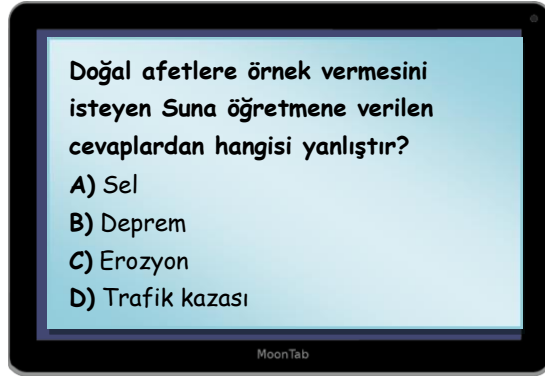 Doğal afetlere örnek vermesini
isteyen Suna öğretmene verilen
cevaplardan hangisi yanlıştır?
A) Sel
B) Deprem
C) Erozyon
D) Trafik kazası
MoonTab